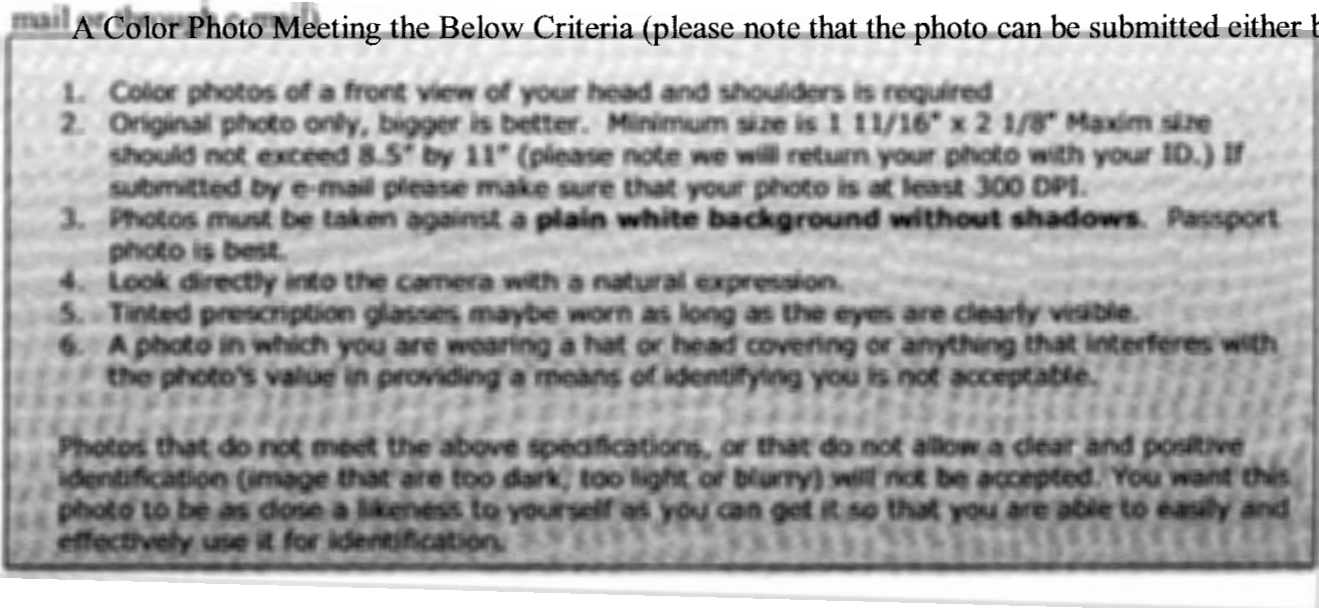 A Color Photo Meeting the Below Criteria (please note that the photo can be submitted either b
mail or through e-mail)
1. Color photos of a front view of your head and shoulders is required
2. Original photo only, bigger is better. Minimum size is 1 11/16" x 2 1/8" Maxim size
should not exceed 8.5" by 11" (please note we will return your photo with your ID.) If
submitted by e-mail please make sure that your photo is at least 300 DPI.
3. Photos must be taken against a plain white background without shadows. Passport
photo is best.
4. Look directly into the camera with a natural expression.
5. Tinted prescription glasses maybe worn as long as the eyes are clearly visible.
6. A photo in which you are wearing a hat or head covering or anything that interferes with
the photo's value in providing a means of identifying you is not acceptable.
Photos that do not meet the above specifications, or that do not allow a clear and positive
identification (image that are too dark, too light or blurry) will not be accepted. You want this
photo to be as close a likeness to yourself as you can get it so that you are able to easily and
effectively use it for identification.